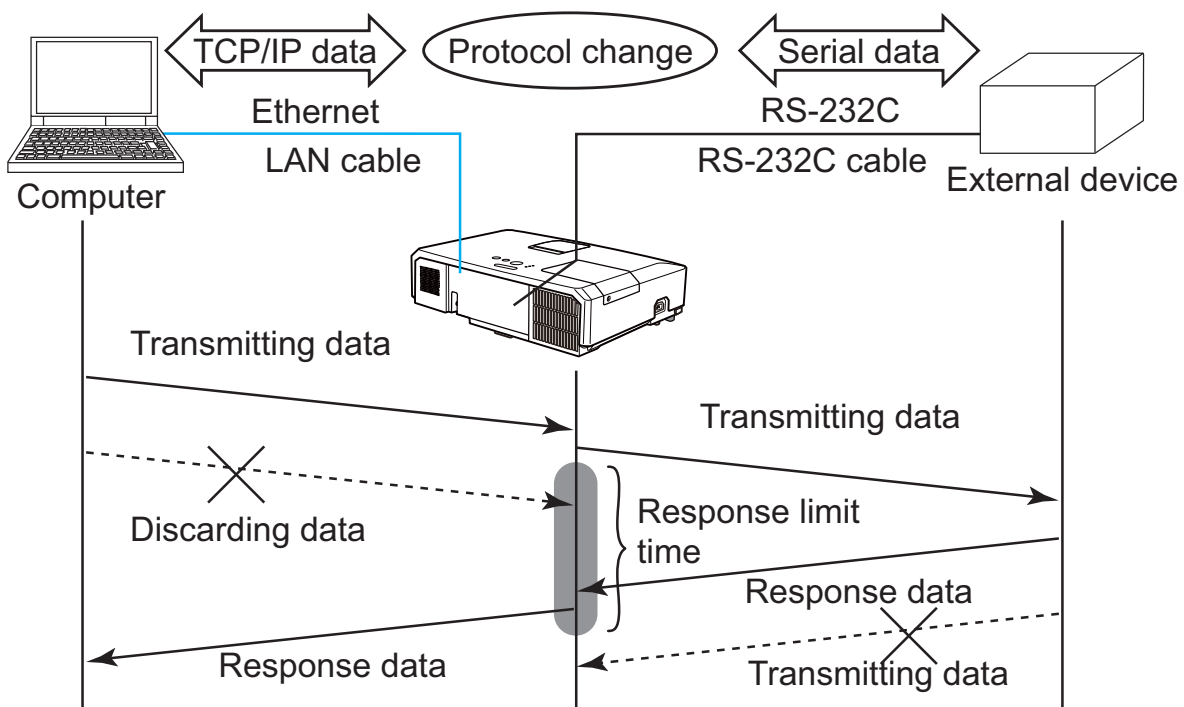 TCP/IP data
Protocol change
Serial data
Ethernet
LAN cable
RS-232C
RS-232C cable
Computer
External device
Transmitting data
Transmitting data
Discarding data
Response limit
time
Response data
Response data
Transmitting data